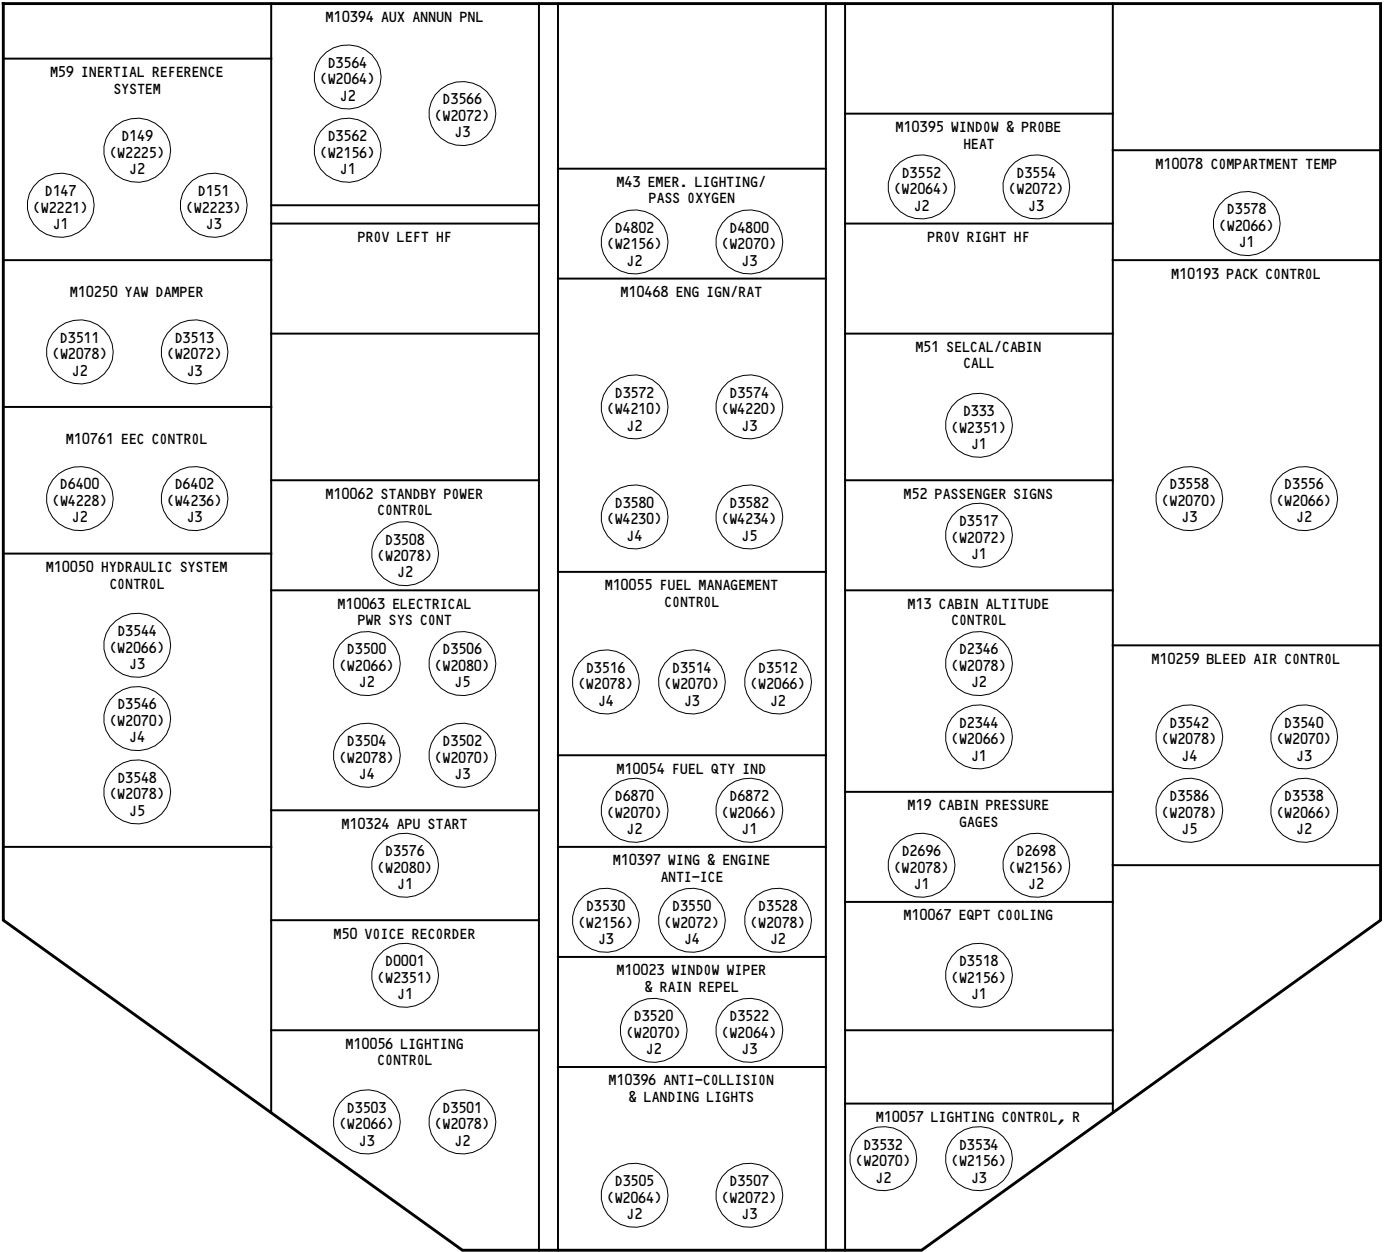 M59 INERTIAL REFERENCE
SYSTEM
D149
(W2225)
J2
D147
(W2221)
J1
D151
(W2223)
J3
M10250 YAW DAMPER
D3511
(W2078)
J2
D3513
(W2072)
J3
M10761 EEC CONTROL
D6400
(W4228)
J2
D6402
(W4236)
J3
M10050 HYDRAULIC SYSTEM
CONTROL
D3544
(W2066)
J3
D3546
(W2070)
J4
D3548
(W2078)
J5
M10394 AUX ANNUN PNL
D3564
(W2064)
J2
D3566
(W2072)
J3
D3562
(W2156)
J1
PROV LEFT HF
M10062 STANDBY POWER
CONTROL
D3508
(W2078)
J2
M10063 ELECTRICAL
PWR SYS CONT
D3500
(W2066)
J2
D3506
(W2080)
J5
D3504
(W2078)
J4
D3502
(W2070)
J3
M10324 APU START
D3576
(W2080)
J1
M50 VOICE RECORDER
D0001
(W2351)
J1
M10056 LIGHTING
CONTROL
D3503
(W2066)
J3
D3501
(W2078)
J2
M43 EMER. LIGHTING/
PASS OXYGEN
D4802
(W2156)
J2
D4800
(W2070)
J3
M10468 ENG IGN/RAT
D3572
(W4210)
J2
D3574
(W4220)
J3
D3580
(W4230)
J4
D3582
(W4234)
J5
M10055 FUEL MANAGEMENT
CONTROL
D3516
(W2078)
J4
D3514
(W2070)
J3
D3512
(W2066)
J2
M10054 FUEL QTY IND
D6870
(W2070)
J2
D6872
(W2066)
J1
M10397 WING & ENGINE
ANTI-ICE
D3530
(W2156)
J3
D3550
(W2072)
J4
D3528
(W2078)
J2
M10023 WINDOW WIPER
& RAIN REPEL
D3520
(W2070)
J2
D3522
(W2064)
J3
M10396 ANTI-COLLISION
& LANDING LIGHTS
D3505
(W2064)
J2
D3507
(W2072)
J3
M10395 WINDOW & PROBE
HEAT
D3552
(W2064)
J2
D3554
(W2072)
J3
PROV RIGHT HF
M51 SELCAL/CABIN
CALL
D333
(W2351)
J1
M52 PASSENGER SIGNS
D3517
(W2072)
J1
M13 CABIN ALTITUDE
CONTROL
D2346
(W2078)
J2
D2344
(W2066)
J1
M19 CABIN PRESSURE
GAGES
D2696
(W2078)
J1
D2698
(W2156)
J2
M10067 EQPT COOLING
D3518
(W2156)
J1
M10057 LIGHTING CONTROL, R
D3532
(W2070)
J2
D3534
(W2156)
J3
M10078 COMPARTMENT TEMP
D3578
(W2066)
J1
M10193 PACK CONTROL
D3558
(W2070)
J3
D3556
(W2066)
J2
M10259 BLEED AIR CONTROL
D3542
(W2078)
J4
D3540
(W2070)
J3
D3586
(W2078)
J5
D3538
(W2066)
J2